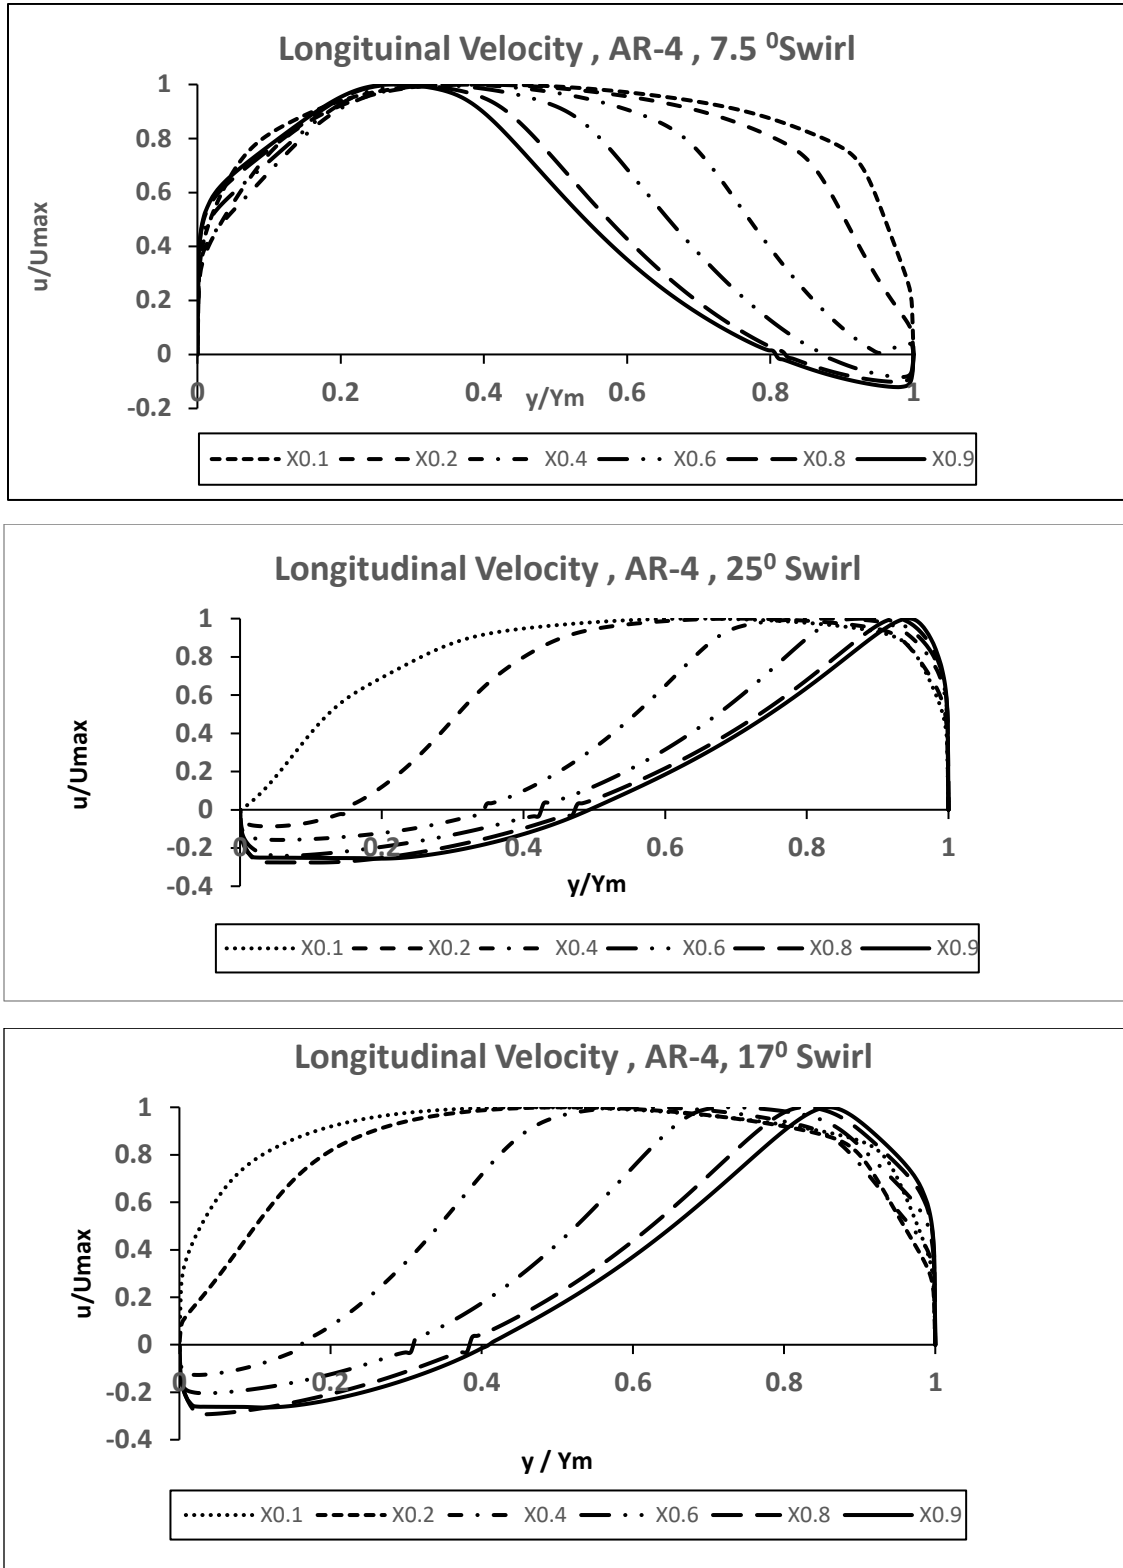 Longituinal Velocity , AR-4 , 7.5 ⁰Swirl
1
0.8
0.6
0.4
0.2
0
-0.2
u/Umax
0 0.2 0.4 0.6 0.8 1
y/Ym
X0.1 X0.2 X0.4 X0.6 X0.8 X0.9
Longitudinal Velocity , AR-4 , 25⁰ Swirl
1
0.8
0.6
0.4
0.2
0
-0.2
-0.4
u/Umax
0 0.2 0.4 0.6 0.8 1
y/Ym
X0.1 X0.2 X0.4 X0.6 X0.8 X0.9
Longitudinal Velocity , AR-4, 17⁰ Swirl
1
0.8
0.6
0.4
0.2
0
-0.2
-0.4
u/Umax
0 0.2 0.4 0.6 0.8 1
y / Ym
X0.1 X0.2 X0.4 X0.6 X0.8 X0.9